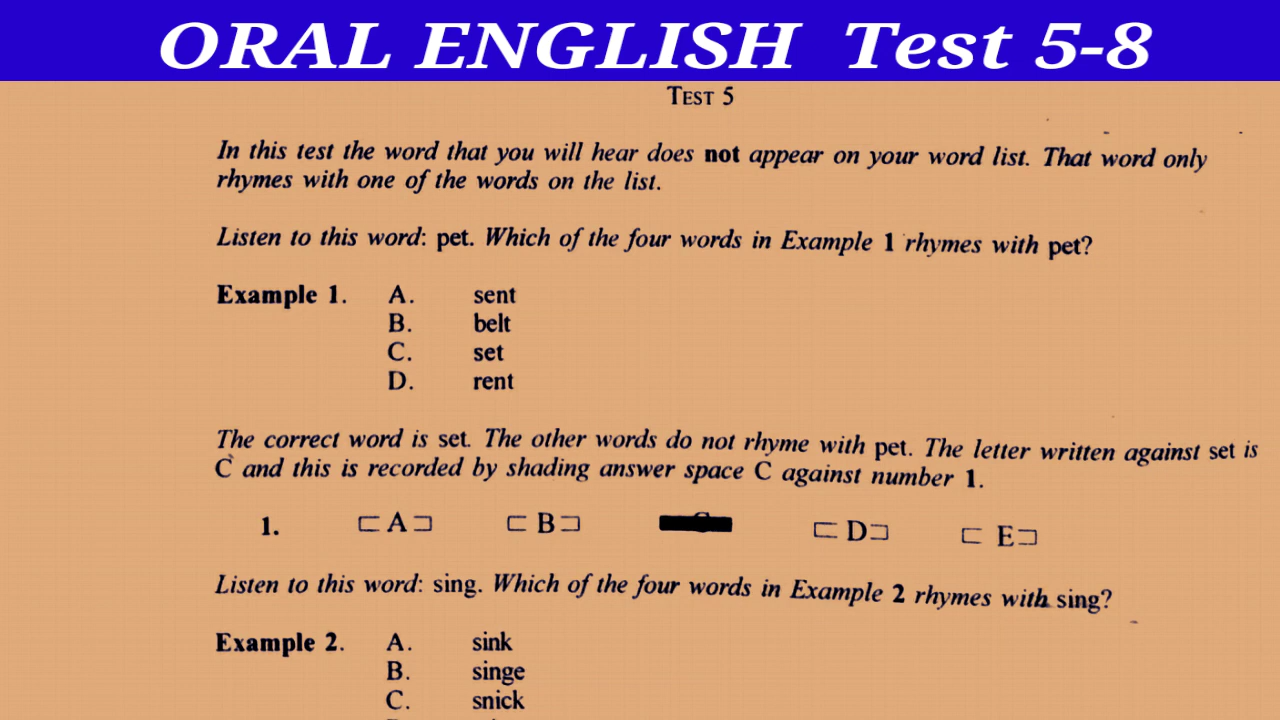 ORAL ENGLISH Test 5-8
TEST 5
In this test the word that you will hear does not appear on your word list. That word only
rhymes with one of the words on the list.
Listen to this word: pet. Which of the four words in Example 1 rhymes with pet?
Example 1. A. sent
B. belt
C. set
D. rent
The correct word is set. The other words do not rhyme with pet. The letter written against set is
C and this is recorded by shading answer space C against number 1.
1. A B C D E
Listen to this word: sing. Which of the four words in Example 2 rhymes with sing?
Example 2. A. sink
B. singe
C. snick